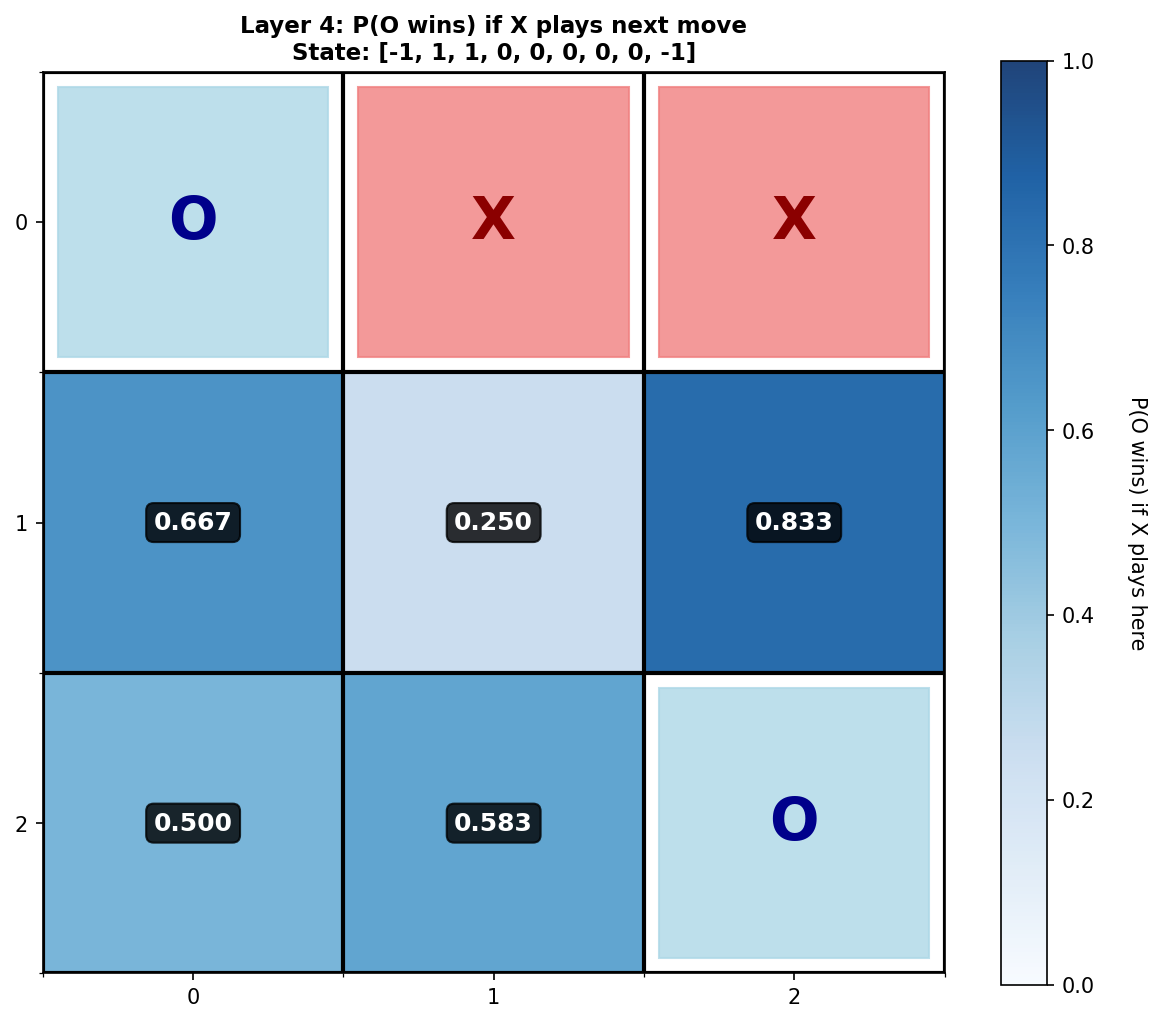 Layer 4: P(O wins) if X plays next move
State: [-1, 1, 1, 0, 0, 0, 0, 0, -1]
0
O
X
X
1
0.667
0.250
0.833
2
0.500
0.583
O
0
1
2
1.0
0.8
0.6
0.4
0.2
0.0
P(O wins) if X plays here